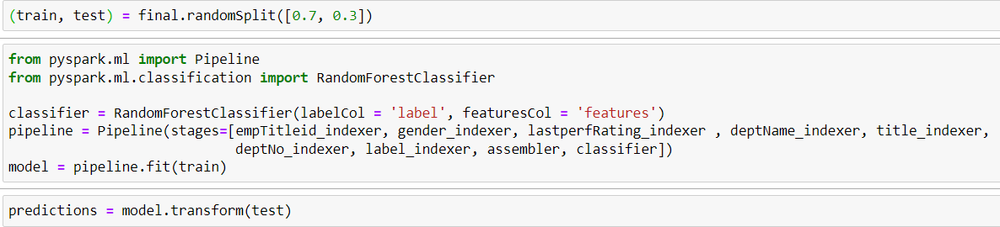 (train, test) = final.randomSplit([0.7, 0.3])
from pyspark.ml import Pipeline
from pyspark.ml.classification import RandomForestClassifier
classifier = RandomForestClassifier(labelCol = 'label', featuresCol = 'features')
pipeline = Pipeline(stages=[empTitleid_indexer, gender_indexer, lastperfRating_indexer , deptName_indexer, title_indexer,
deptNo_indexer, label_indexer, assembler, classifier])
model = pipeline.fit(train)
predictions = model.transform(test)